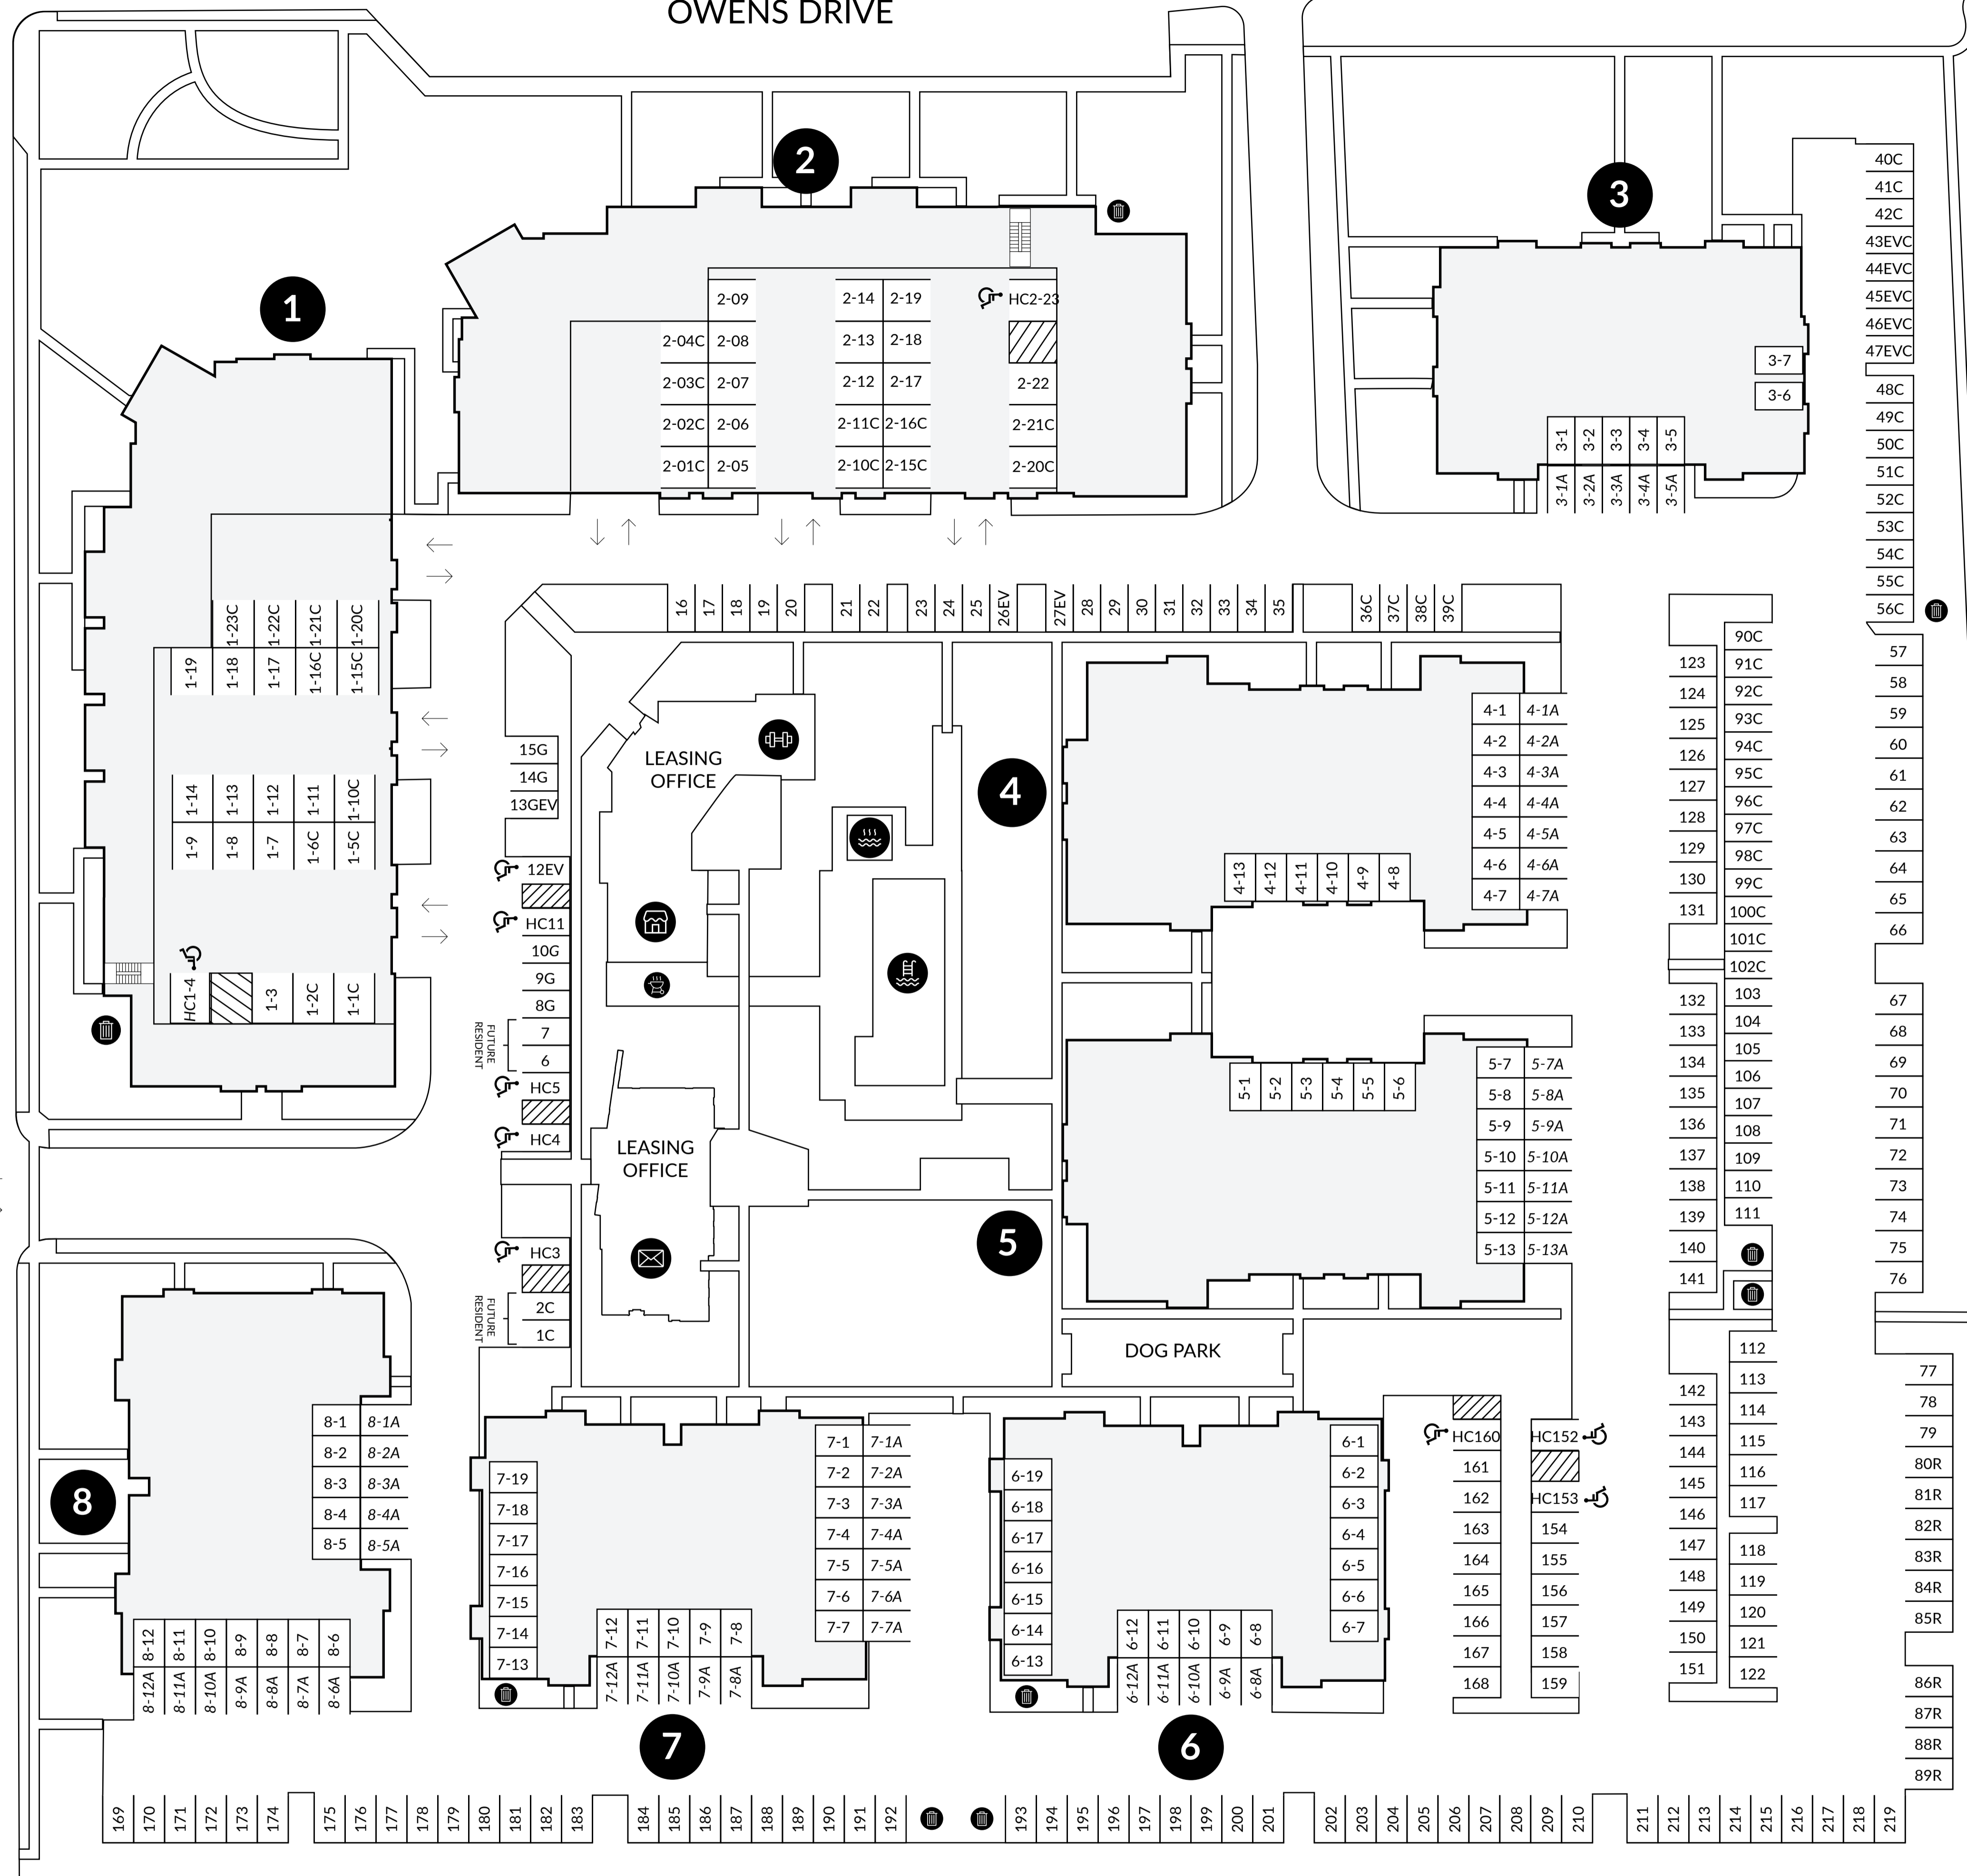 OWENS DRIVE
1
2
3
2-09
2-14 2-19
HC2-23
2-04C 2-08
2-13 2-18
2-03C 2-07
2-12 2-17
2-22
2-02C 2-06
2-11C 2-16C
2-21C
2-01C 2-05
2-10C 2-15C
2-20C
3-7
3-6
3-1 3-2 3-3 3-4 3-5
3-1A 3-2A 3-3A 3-4A 3-5A
40C
41C
42C
43EVC
44EVC
45EVC
46EVC
47EVC
48C
49C
50C
51C
52C
53C
54C
55C
56C
57
58
59
60
61
62
63
64
65
66
67
68
69
70
71
72
73
74
75
76
77
78
79
80R
81R
82R
83R
84R
85R
86R
87R
88R
89R
1-23C 1-22C 1-21C 1-20C
1-19 1-18 1-17 1-16C 1-15C
1-14 1-13 1-12 1-11 1-10C
1-9 1-8 1-7 1-6C 1-5C
HC1-4 1-3 1-2C 1-1C
16 17 18 19 20 21 22 23 24 25 26EV 27EV 28 29 30 31 32 33 34 35 36C 37C 38C 39C
15G
14G
13GEV
12EV
HC11
10G
9G
8G
7
6
FUTURE
RESIDENT
HC5
HC4
HC3
2C
1C
FUTURE
RESIDENT
LEASING
OFFICE
LEASING
OFFICE
4
4-1 4-1A
4-2 4-2A
4-3 4-3A
4-4 4-4A
4-5 4-5A
4-6 4-6A
4-7 4-7A
4-13 4-12 4-11 4-10 4-9 4-8
5
5-1 5-2 5-3 5-4 5-5 5-6
5-7 5-7A
5-8 5-8A
5-9 5-9A
5-10 5-10A
5-11 5-11A
5-12 5-12A
5-13 5-13A
DOG PARK
90C
91C
92C
93C
94C
95C
96C
97C
98C
99C
100C
101C
102C
103
104
105
106
107
108
109
110
111
112
113
114
115
116
117
118
119
120
121
122
123
124
125
126
127
128
129
130
131
132
133
134
135
136
137
138
139
140
141
142
143
144
145
146
147
148
149
150
151
HC152
HC153
154
155
156
157
158
159
HC160
161
162
163
164
165
166
167
168
8
8-1 8-1A
8-2 8-2A
8-3 8-3A
8-4 8-4A
8-5 8-5A
8-12 8-11 8-10 8-9 8-8 8-7 8-6
8-12A 8-11A 8-10A 8-9A 8-8A 8-7A 8-6A
7-19
7-18
7-17
7-16
7-15
7-14
7-13
7-1 7-1A
7-2 7-2A
7-3 7-3A
7-4 7-4A
7-5 7-5A
7-6 7-6A
7-7 7-7A
7-12 7-11 7-10 7-9 7-8
7-12A 7-11A 7-10A 7-9A 7-8A
7
6-19
6-18
6-17
6-16
6-15
6-14
6-13
6-1
6-2
6-3
6-4
6-5
6-6
6-7
6-12 6-11 6-10 6-9 6-8
6-12A 6-11A 6-10A 6-9A 6-8A
6
169 170 171 172 173 174 175 176 177 178 179 180 181 182 183 184 185 186 187 188 189 190 191 192 193 194 195 196 197 198 199 200 201 202 203 204 205 206 207 208 209 210 211 212 213 214 215 216 217 218 219